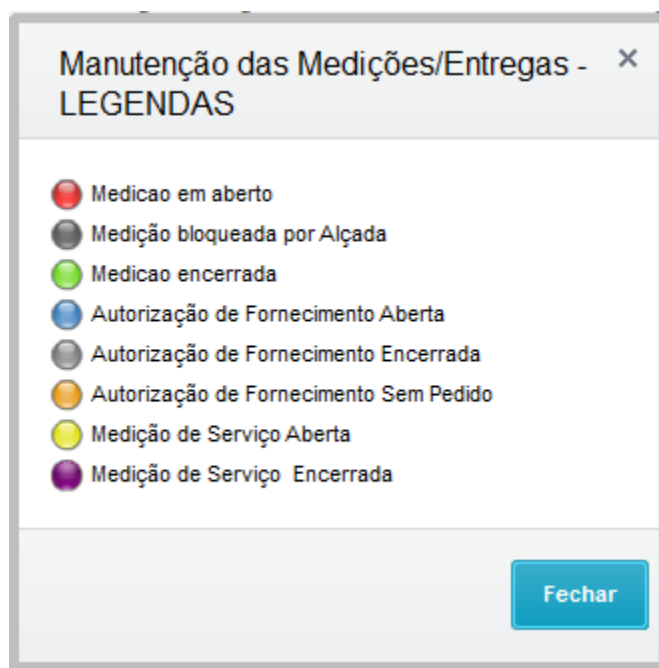 Manutenção das Medições/Entregas - ×
LEGENDAS
Medicao em aberto
Medição bloqueada por Alçada
Medicao encerrada
Autorização de Fornecimento Aberta
Autorização de Fornecimento Encerrada
Autorização de Fornecimento Sem Pedido
Medição de Serviço Aberta
Medição de Serviço  Encerrada
Fechar